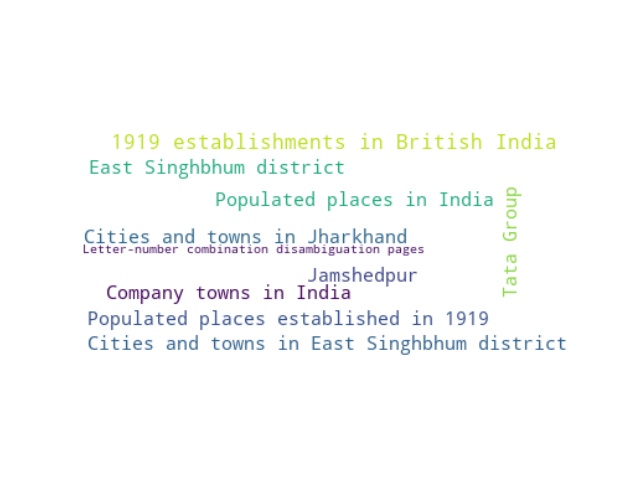 1919 establishments in British India
East Singhbhum district
Populated places in India
Tata Group
Cities and towns in Jharkhand
Letter-number combination disambiguation pages
Jamshedpur
Company towns in India
Populated places established in 1919
Cities and towns in East Singhbhum district